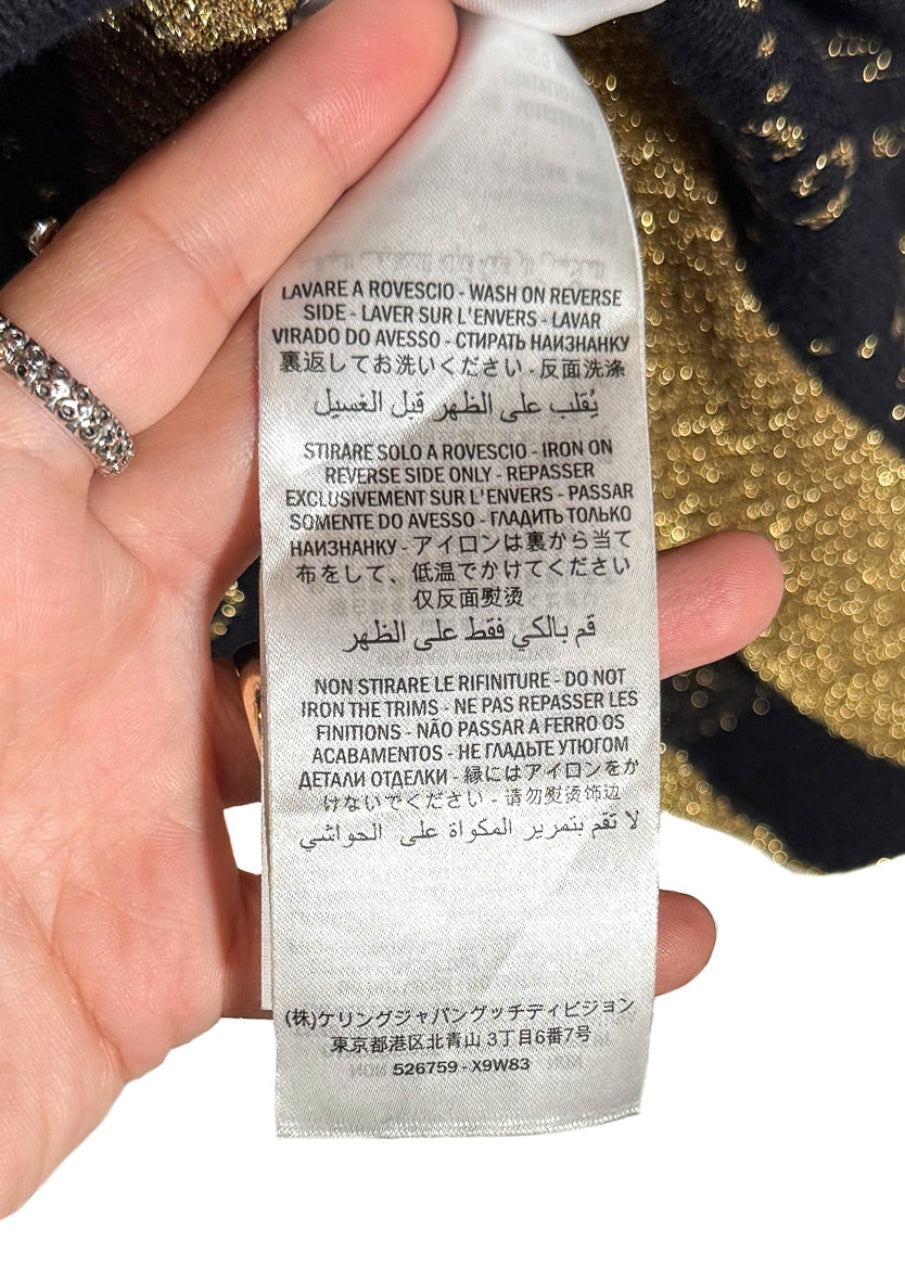 LAVARE A ROVESCIO - WASH ON REVERSE
SIDE - LAVER SUR L'ENVERS - LAVAR
VIRADO DO AVESSO - СТИРАТЬ НАИЗНАНКУ
裏返してお洗いください - 反面洗涤
يُقلب على الظهر قبل الغسيل
STIRARE SOLO A ROVESCIO - IRON ON
REVERSE SIDE ONLY - REPASSER
EXCLUSIVEMENT SUR L'ENVERS - PASSAR
SOMENTE DO AVESSO - ГЛАДИТЬ ТОЛЬКО
НАИЗНАНКУ - アイロンは裏から当て
布をして、低温でかけてください
仅反面熨烫
قم بالكي فقط على الظهر
NON STIRARE LE RIFINITURE - DO NOT
IRON THE TRIMS - NE PAS REPASSER LES
FINITIONS - NÃO PASSAR A FERRO OS
ACABAMENTOS - НЕ ГЛАДЬТЕ УТЮГОМ
ДЕТАЛИ ОТДЕЛКИ - 縁にはアイロンをか
けないでください - 请勿熨烫饰边
لا تقم بتمرير المكواة على الحواشي
(株)ケリングジャパングッチディビジョン
東京都港区北青山 3丁目6番7号
526759 - X9W83